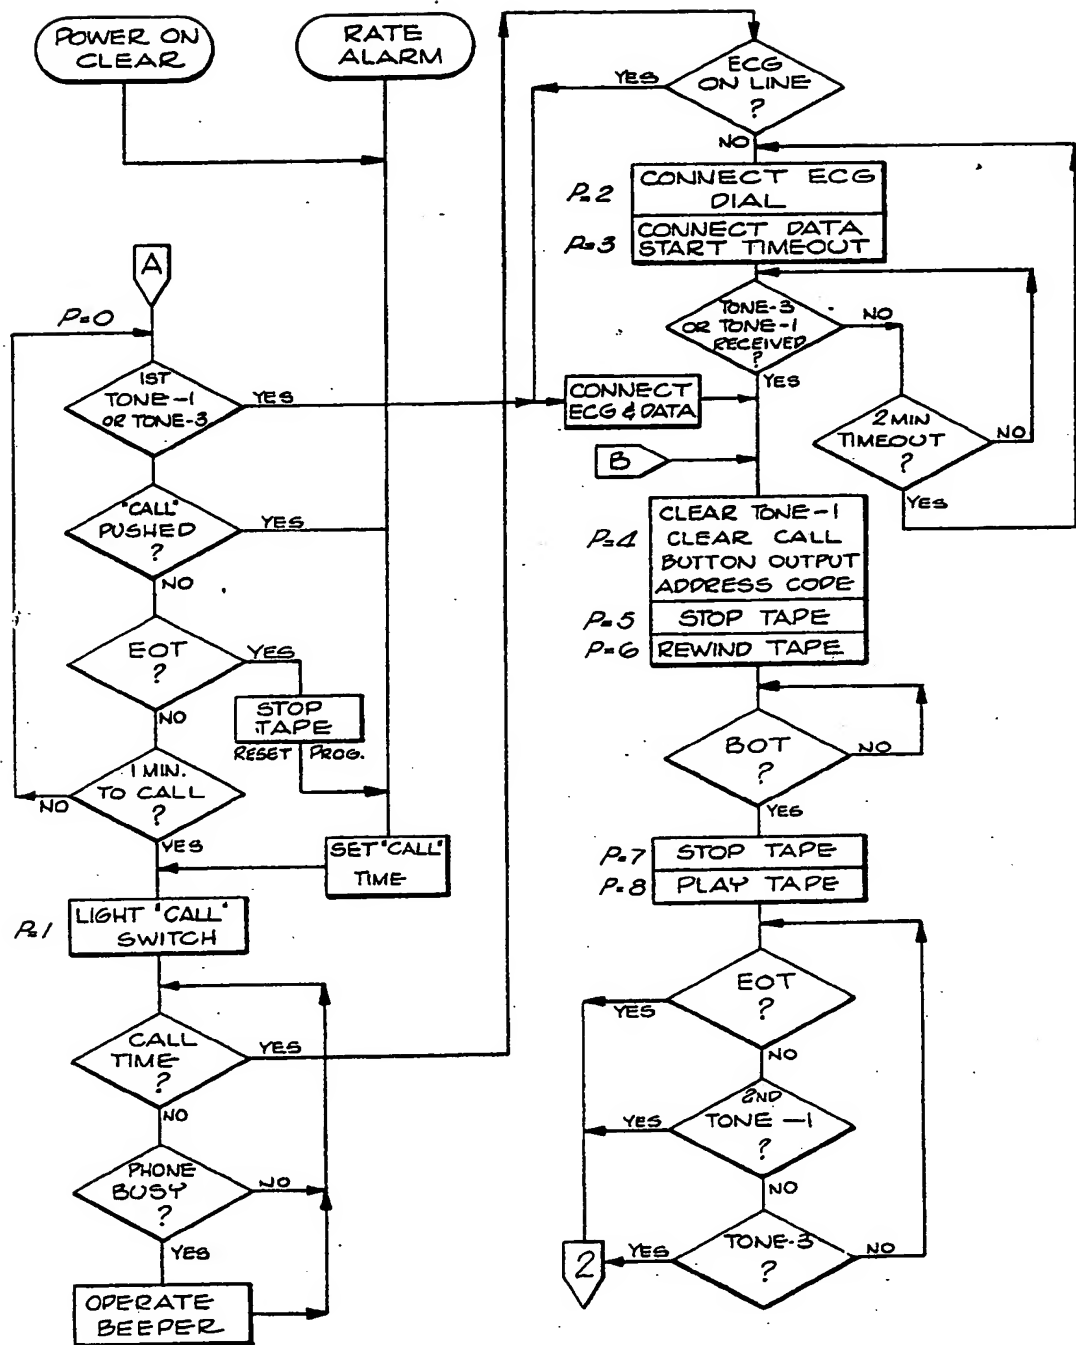 POWER ON
CLEAR
RATE
ALARM
A
P=0
1ST
TONE-1
OR TONE-3
YES
"CALL"
PUSHED
?
YES
NO
EOT
?
YES
NO
STOP
TAPE
RESET PROG.
1 MIN.
TO CALL
?
NO
YES
SET "CALL"
TIME
P=1
LIGHT "CALL"
SWITCH
CALL
TIME
?
YES
NO
PHONE
BUSY
?
NO
YES
OPERATE
BEEPER
ECG
ON LINE
?
YES
NO
P=2
CONNECT ECG
DIAL
P=3
CONNECT DATA
START TIMEOUT
TONE-3
OR TONE-1
RECEIVED
?
NO
YES
CONNECT
ECG & DATA
2 MIN
TIMEOUT
?
NO
YES
B
P=4
CLEAR TONE-1
CLEAR CALL
BUTTON OUTPUT
ADDRESS CODE
P=5
STOP TAPE
P=6
REWIND TAPE
BOT
?
NO
YES
P=7
STOP TAPE
P=8
PLAY TAPE
EOT
?
YES
NO
2ND
TONE-1
?
YES
NO
TONE-3
?
YES
NO
2